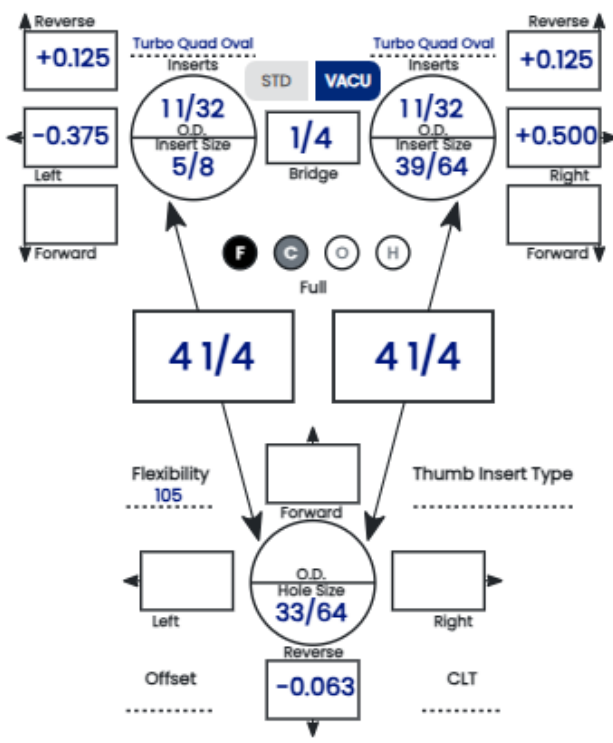 Reverse
Reverse
+0.125
Turbo Quad Oval
Inserts
Turbo Quad Oval
Inserts
+0.125
STD
VACU
-0.375
Left
11/32
O.D.
Insert Size
5/8
1/4
Bridge
11/32
O.D.
Insert Size
39/64
+0.500
Right
Forward
Forward
F
C
O
H
Full
4 1/4
4 1/4
Flexibility
105
Forward
Thumb Insert Type
Left
O.D.
Hole Size
33/64
Right
Reverse
-0.063
Offset
CLT